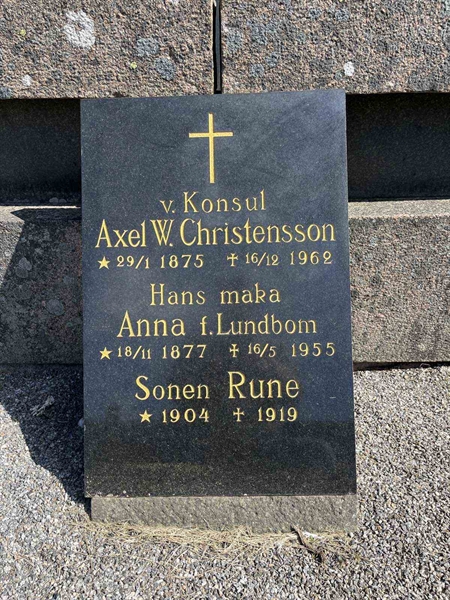 v. Konsul
Axel W. Christensson
★ 29/1 1875 ✝ 16/12 1962
Hans maka
Anna f. Lundbom
★ 18/11 1877 ✝ 16/5 1955
Sonen Rune
★ 1904 ✝ 1919